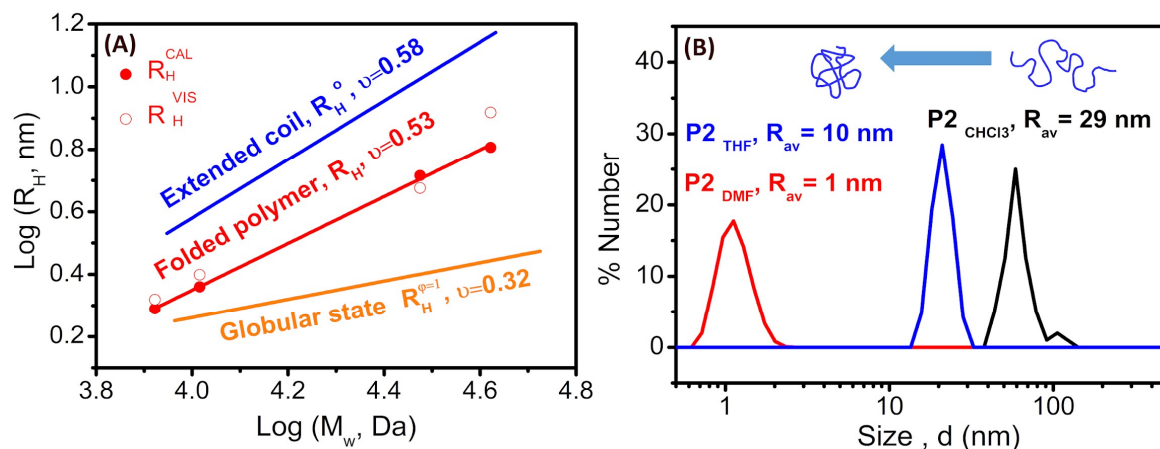 (A)
R_H^CAL
R_H^VIS
Extended coil, R_H^o, υ=0.58
Folded polymer, R_H, υ=0.53
Globular state R_H^φ=1, υ=0.32
1.2
1.0
0.8
0.6
0.4
0.2
3.8 4.0 4.2 4.4 4.6 4.8
Log (R_H, nm)
Log (M_w, Da)
(B)
P2 THF, R_av = 10 nm
P2 CHCl3, R_av = 29 nm
P2 DMF, R_av = 1 nm
40
30
20
10
0
1 10 100
% Number
Size , d (nm)